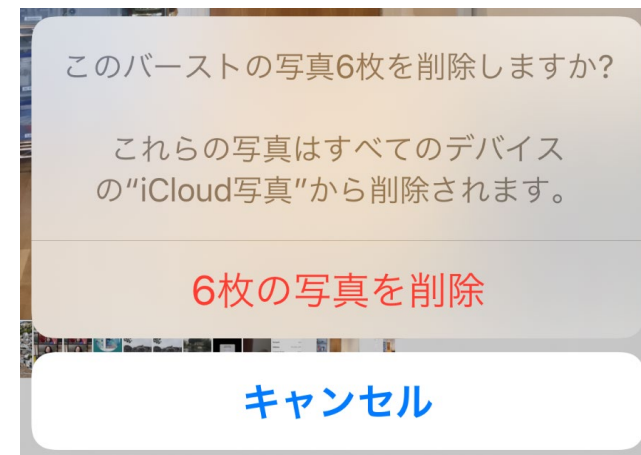 このバーストの写真6枚を削除しますか?
これらの写真はすべてのデバイス
の“iCloud写真”から削除されます。
6枚の写真を削除
キャンセル